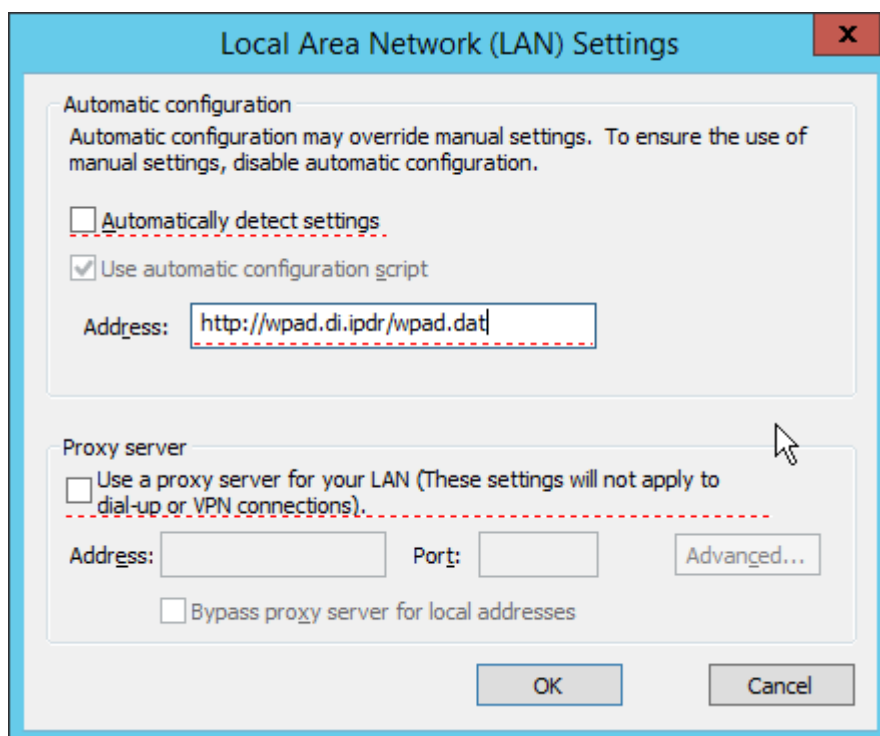 Local Area Network (LAN) Settings
x
Automatic configuration
Automatic configuration may override manual settings. To ensure the use of
manual settings, disable automatic configuration.
Automatically detect settings
Use automatic configuration script
Address: http://wpad.di.ipdr/wpad.dat
Proxy server
Use a proxy server for your LAN (These settings will not apply to
dial-up or VPN connections).
Address: Port: Advanced...
Bypass proxy server for local addresses
OK Cancel